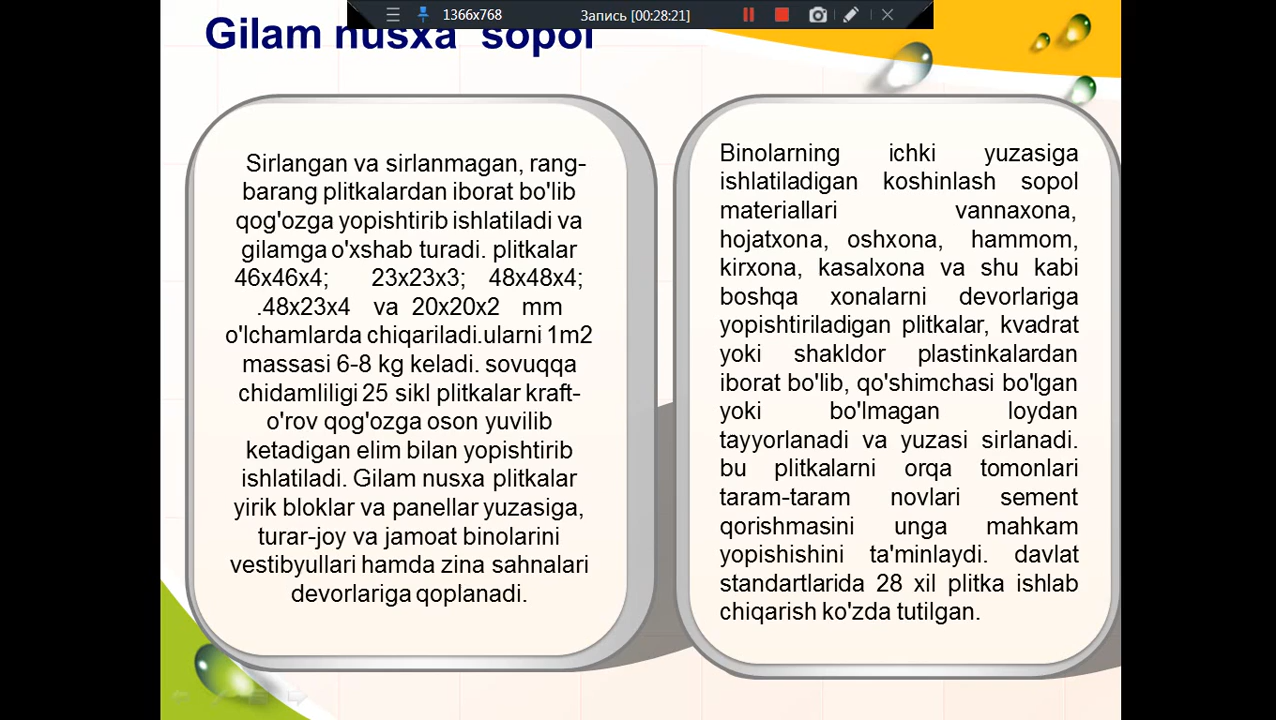 1366x768
Запись [00:28:21]
Gilam nusxa sopol
Sirlangan va sirlanmagan, rang-
barang plitkalardan iborat bo'lib
qog'ozga yopishtirib ishlatiladi va
gilamga o'xshab turadi. plitkalar
46x46x4; 23x23x3; 48x48x4;
.48x23x4 va 20x20x2 mm
o'lchamlarda chiqariladi.ularni 1m2
massasi 6-8 kg keladi. sovuqqa
chidamliligi 25 sikl plitkalar kraft-
o'rov qog'ozga oson yuvilib
ketadigan elim bilan yopishtirib
ishlatiladi. Gilam nusxa plitkalar
yirik bloklar va panellar yuzasiga,
turar-joy va jamoat binolarini
vestibyullari hamda zina sahnalari
devorlariga qoplanadi.
Binolarning ichki yuzasiga
ishlatiladigan koshinlash sopol
materiallari vannaxona,
hojatxona, oshxona, hammom,
kirxona, kasalxona va shu kabi
boshqa xonalarni devorlariga
yopishtiriladigan plitkalar, kvadrat
yoki shakldor plastinkalardan
iborat bo'lib, qo'shimchasi bo'lgan
yoki bo'lmagan loydan
tayyorlanadi va yuzasi sirlanadi.
bu plitkalarni orqa tomonlari
taram-taram novlari sement
qorishmasini unga mahkam
yopishishini ta'minlaydi. davlat
standartlarida 28 xil plitka ishlab
chiqarish ko'zda tutilgan.